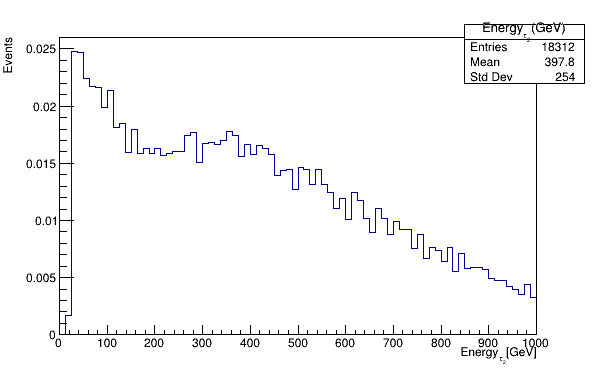 Energy_τ₂ (GeV)
Entries 18312
Mean 397.8
Std Dev 254
Events
0.025
0.02
0.015
0.01
0.005
0
0 100 200 300 400 500 600 700 800 900 1000
Energy_τ₂ [GeV]